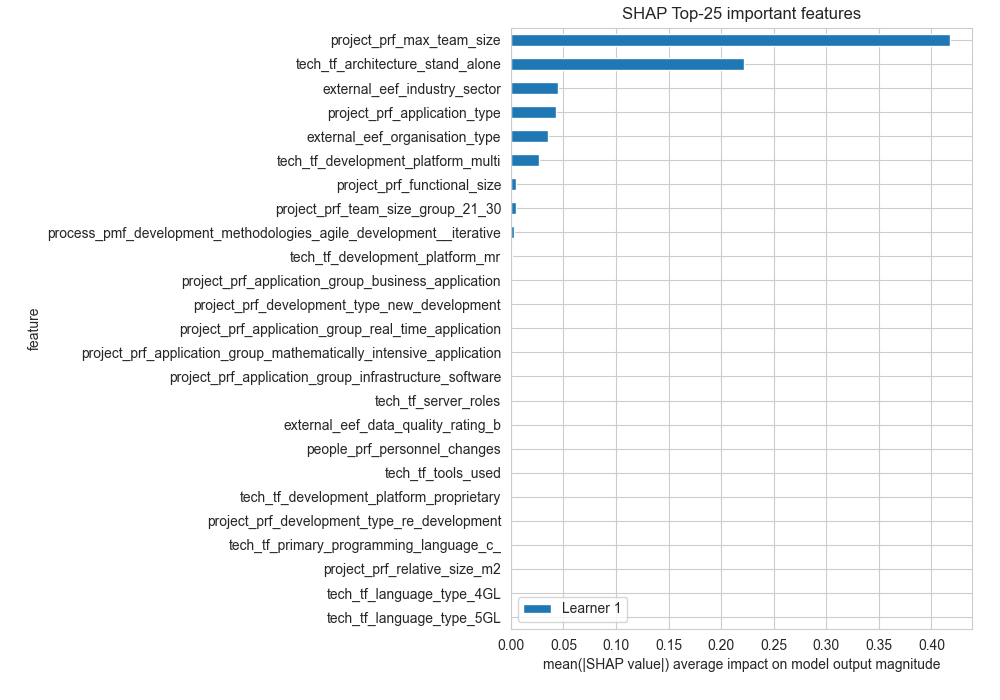 SHAP Top-25 important features
project_prf_max_team_size
tech_tf_architecture_stand_alone
external_eef_industry_sector
project_prf_application_type
external_eef_organisation_type
tech_tf_development_platform_multi
project_prf_functional_size
project_prf_team_size_group_21_30
process_pmf_development_methodologies_agile_development__iterative
tech_tf_development_platform_mr
project_prf_application_group_business_application
project_prf_development_type_new_development
project_prf_application_group_real_time_application
project_prf_application_group_mathematically_intensive_application
project_prf_application_group_infrastructure_software
tech_tf_server_roles
external_eef_data_quality_rating_b
people_prf_personnel_changes
tech_tf_tools_used
tech_tf_development_platform_proprietary
project_prf_development_type_re_development
tech_tf_primary_programming_language_c_
project_prf_relative_size_m2
tech_tf_language_type_4GL
tech_tf_language_type_5GL
feature
Learner 1
0.00 0.05 0.10 0.15 0.20 0.25 0.30 0.35 0.40
mean(|SHAP value|) average impact on model output magnitude